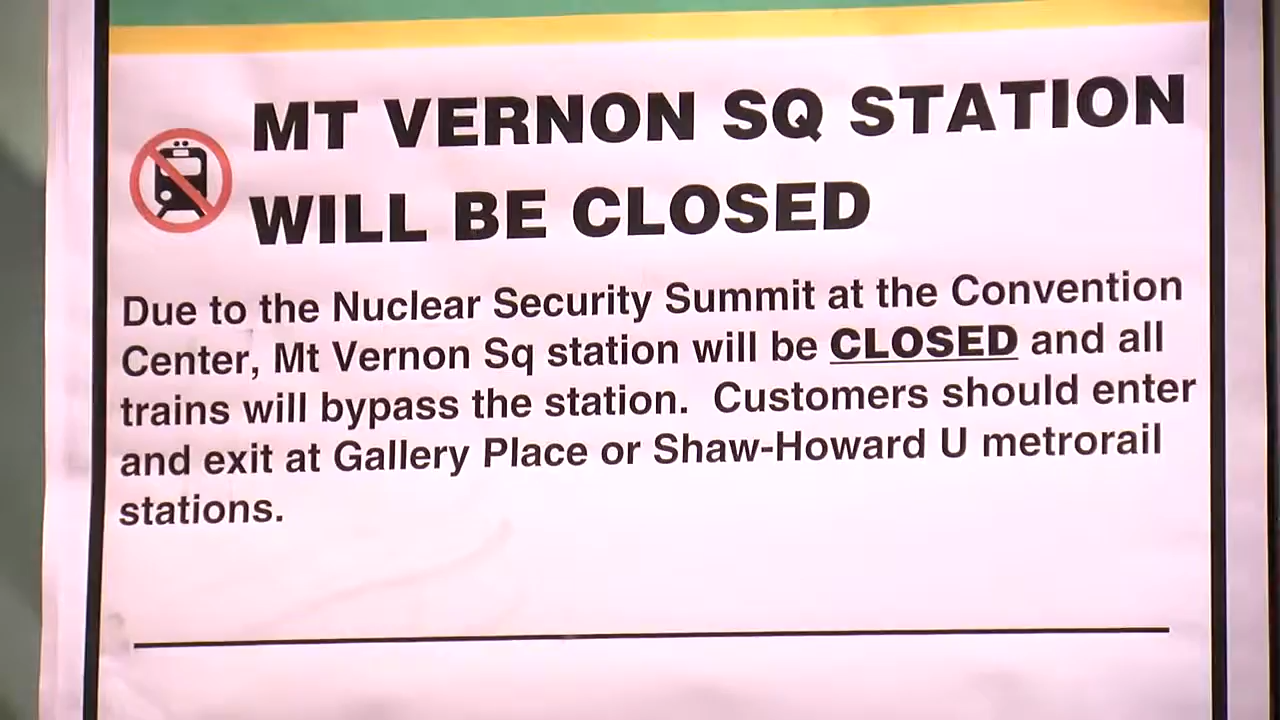 MT VERNON SQ STATION
WILL BE CLOSED
Due to the Nuclear Security Summit at the Convention
Center, Mt Vernon Sq station will be CLOSED and all
trains will bypass the station.  Customers should enter
and exit at Gallery Place or Shaw-Howard U metrorail
stations.